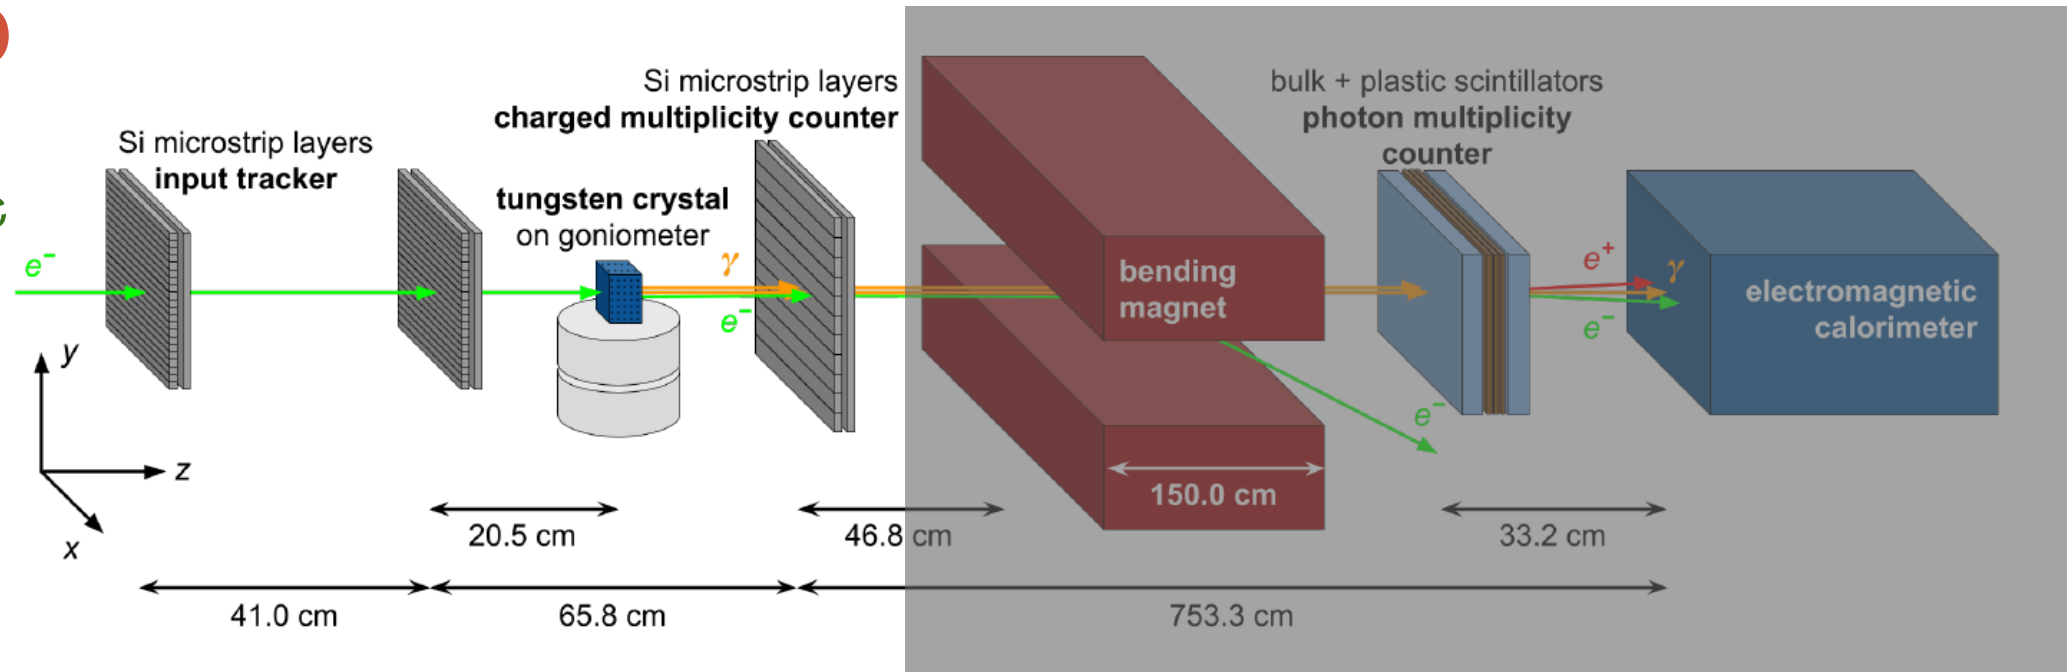 Si microstrip layers
input tracker
Si microstrip layers
charged multiplicity counter
tungsten crystal
on goniometer
bulk + plastic scintillators
photon multiplicity
counter
e⁻
γ
e⁻
bending
magnet
e⁻
e⁺
γ
e⁻
electromagnetic
calorimeter
y
z
x
150.0 cm
20.5 cm
46.8 cm
33.2 cm
41.0 cm
65.8 cm
753.3 cm